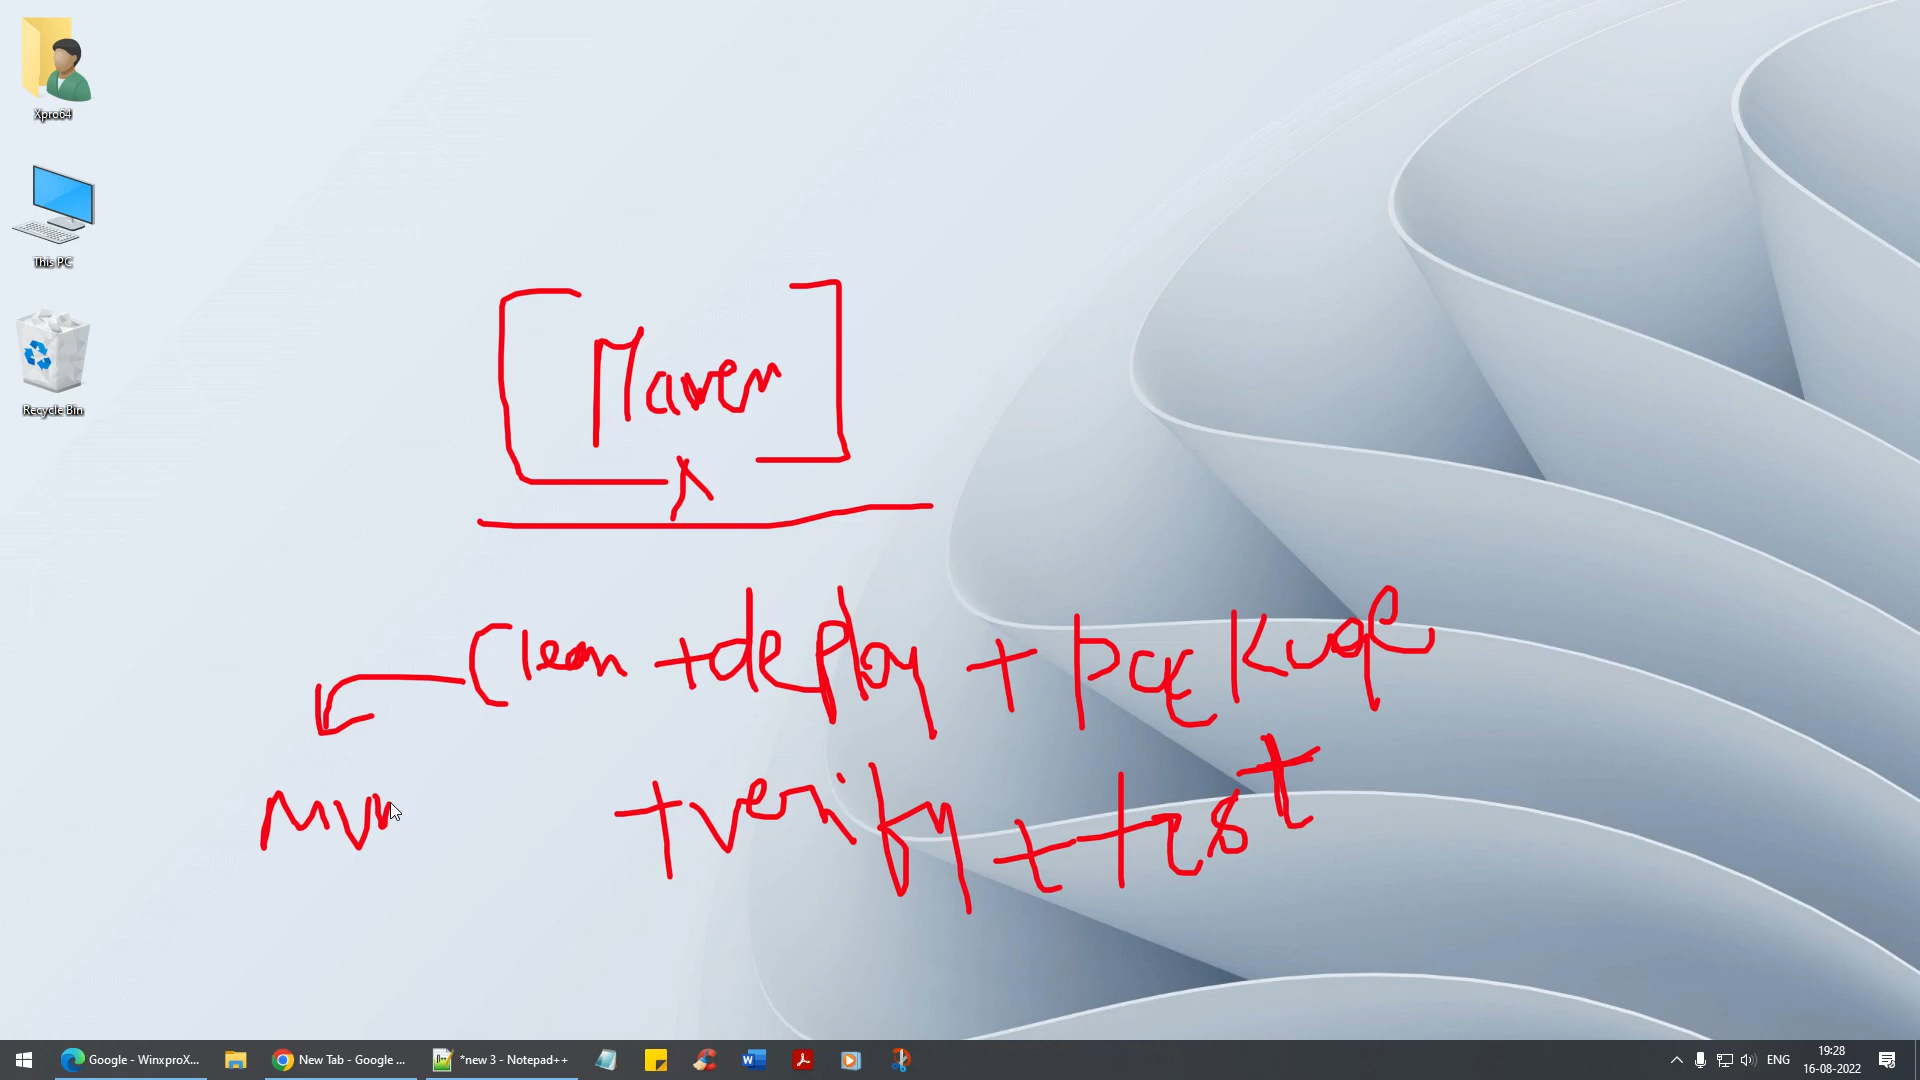 Xpro64
This PC
Recycle Bin
Maven
Clean + deploy + package
mvn
+ verify + test
Google - WinxproX...
New Tab - Google ...
*new 3 - Notepad++
ENG
19:28
16-08-2022